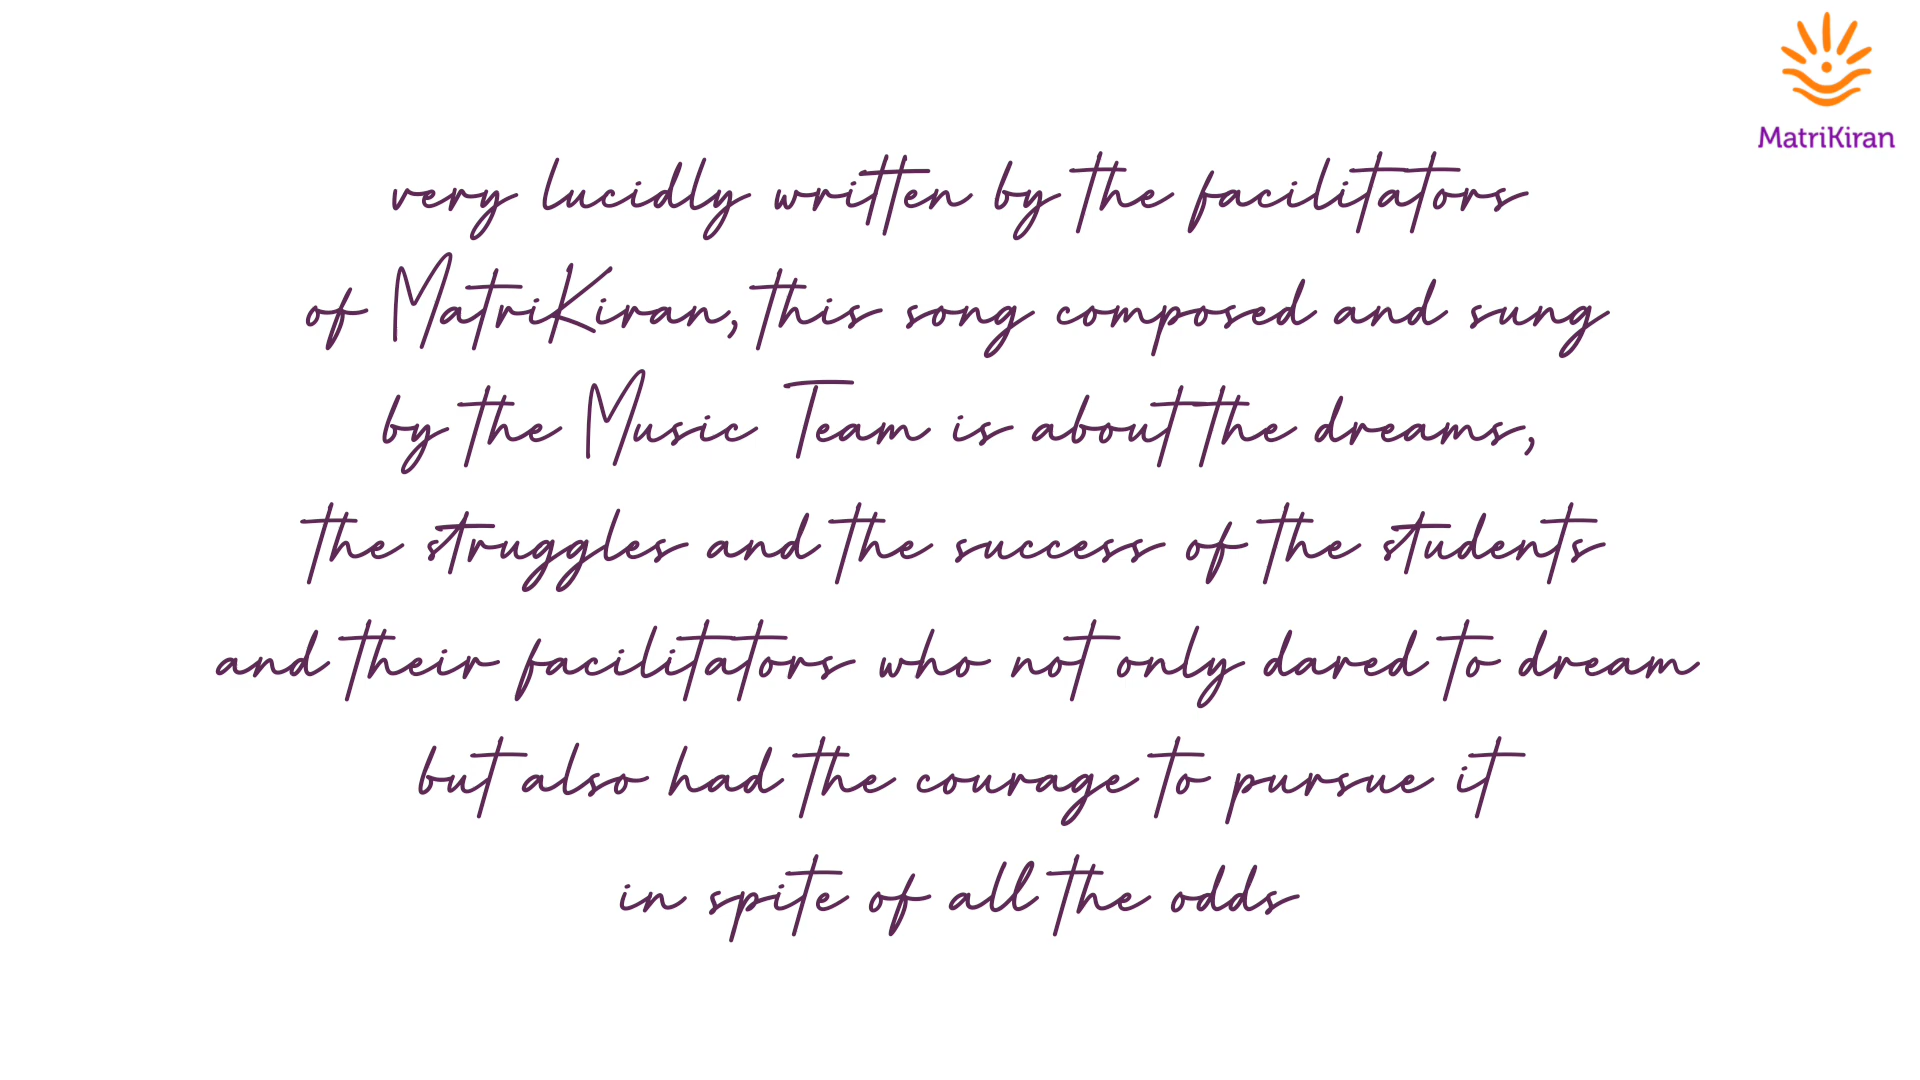 MatriKiran
very lucidly written by the facilitators
of MatriKiran, this song composed and sung
by the Music Team is about the dreams,
the struggles and the success of the students
and their facilitators who not only dared to dream
but also had the courage to pursue it
in spite of all the odds